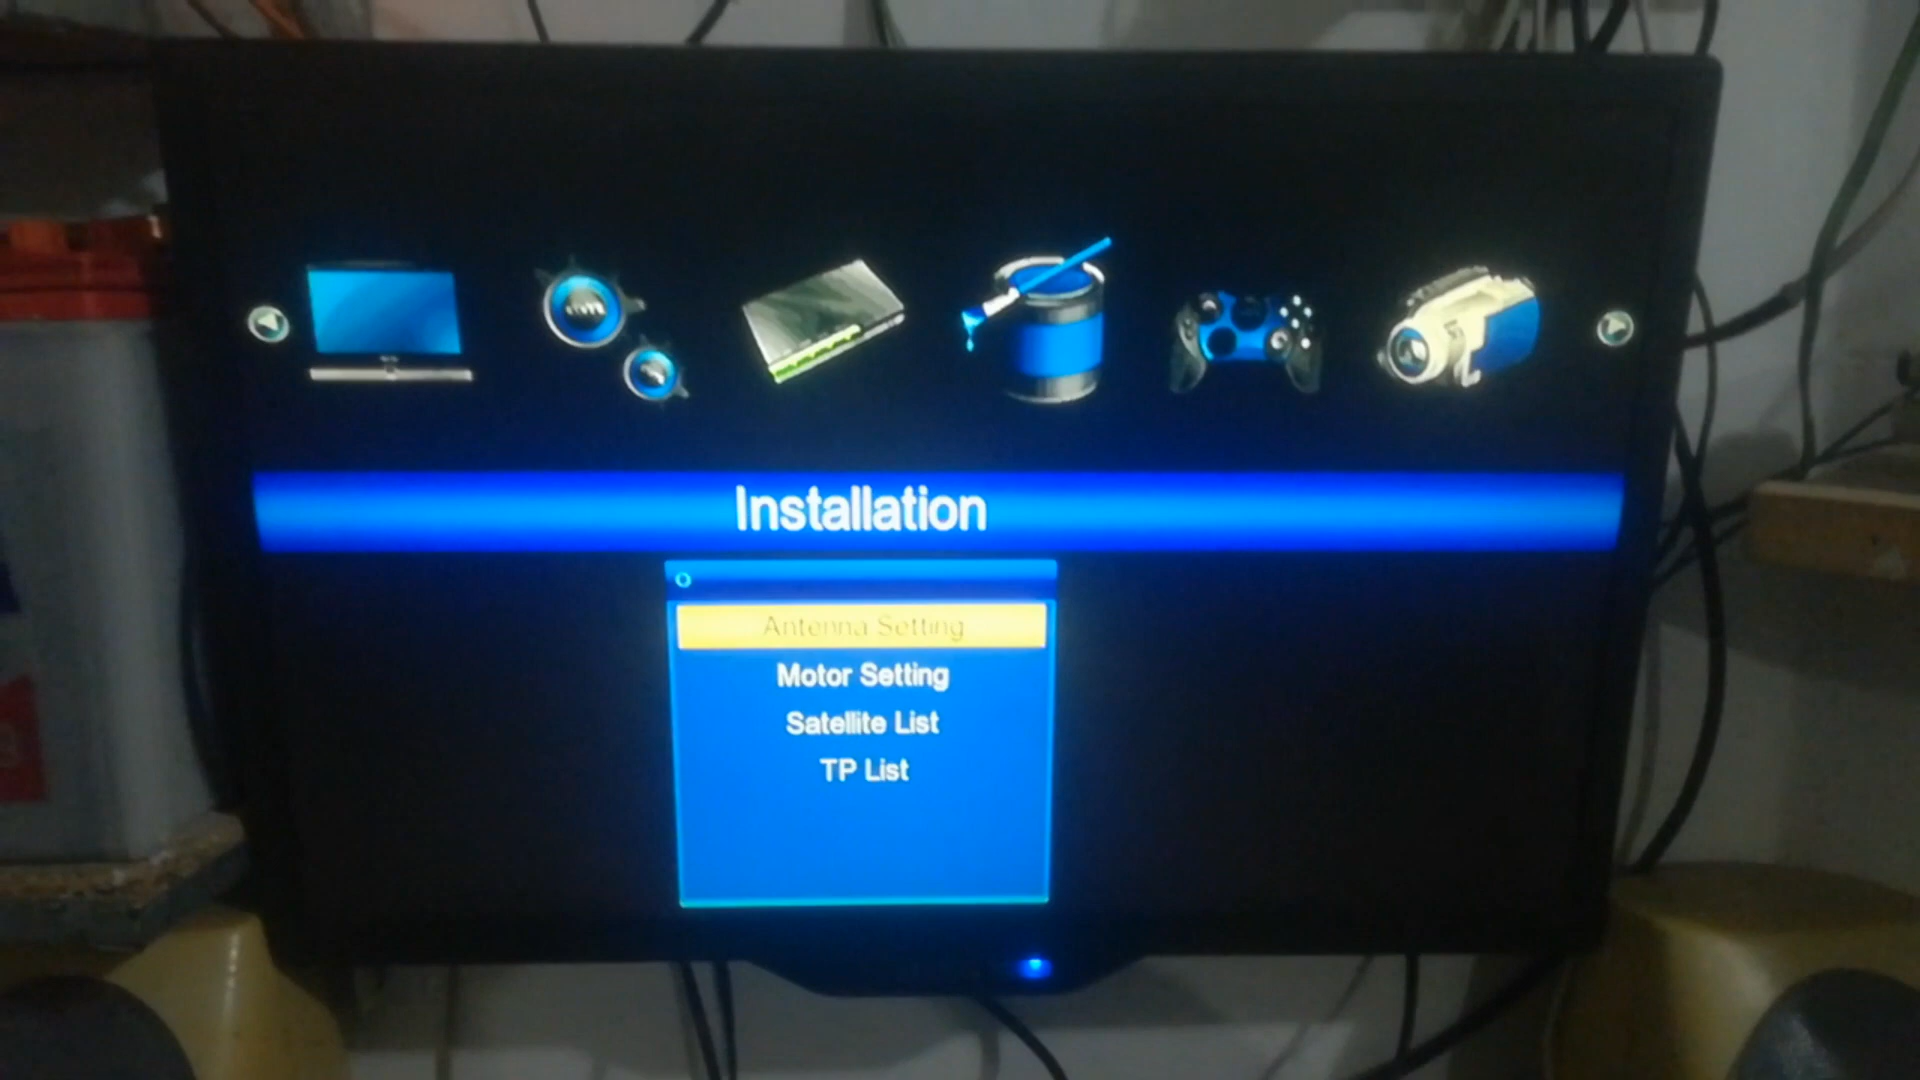 Installation
Antenna Setting
Motor Setting
Satellite List
TP List